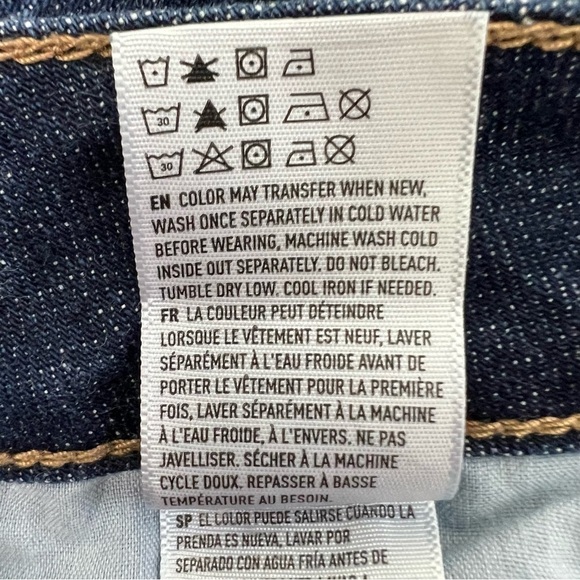 30
30
EN COLOR MAY TRANSFER WHEN NEW,
WASH ONCE SEPARATELY IN COLD WATER
BEFORE WEARING, MACHINE WASH COLD
INSIDE OUT SEPARATELY. DO NOT BLEACH.
TUMBLE DRY LOW. COOL IRON IF NEEDED.
FR LA COULEUR PEUT DÉTEINDRE
LORSQUE LE VÊTEMENT EST NEUF, LAVER
SÉPARÉMENT À L'EAU FROIDE AVANT DE
PORTER LE VÊTEMENT POUR LA PREMIÈRE
FOIS, LAVER SÉPARÉMENT À LA MACHINE
À L'EAU FROIDE, À L'ENVERS. NE PAS
JAVELLISER. SÉCHER À LA MACHINE
CYCLE DOUX. REPASSER À BASSE
TEMPÉRATURE AU BESOIN.
SP EL COLOR PUEDE SALIRSE CUANDO LA
PRENDA ES NUEVA, LAVAR POR
SEPARADO CON AGUA FRÍA ANTES DE